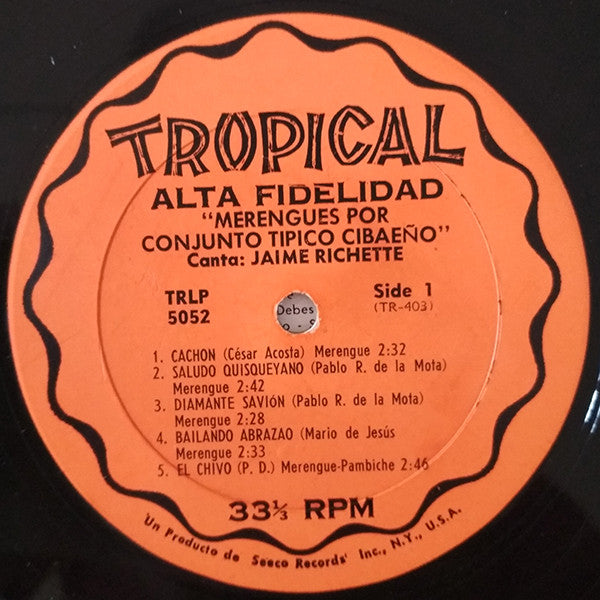 TROPICAL
ALTA FIDELIDAD
"MERENGUES POR
CONJUNTO TIPICO CIBAEÑO"
Canta: JAIME RICHETTE
TRLP
5052
Side 1
(TR-403)
Debes
1. CACHON (César Acosta) Merengue 2:32
2. SALUDO QUISQUEYANO (Pablo R. de la Mota)
Merengue 2:42
3. DIAMANTE SAVIÓN (Pablo R. de la Mota)
Merengue 2:28
4. BAILANDO ABRAZAO (Mario de Jesús
Merengue 2:33
5. EL CHIVO (P. D.) Merengue-Pambiche 2:46
33⅓ RPM
Un Producto de Seeco Records' Inc., N.Y., U.S.A.